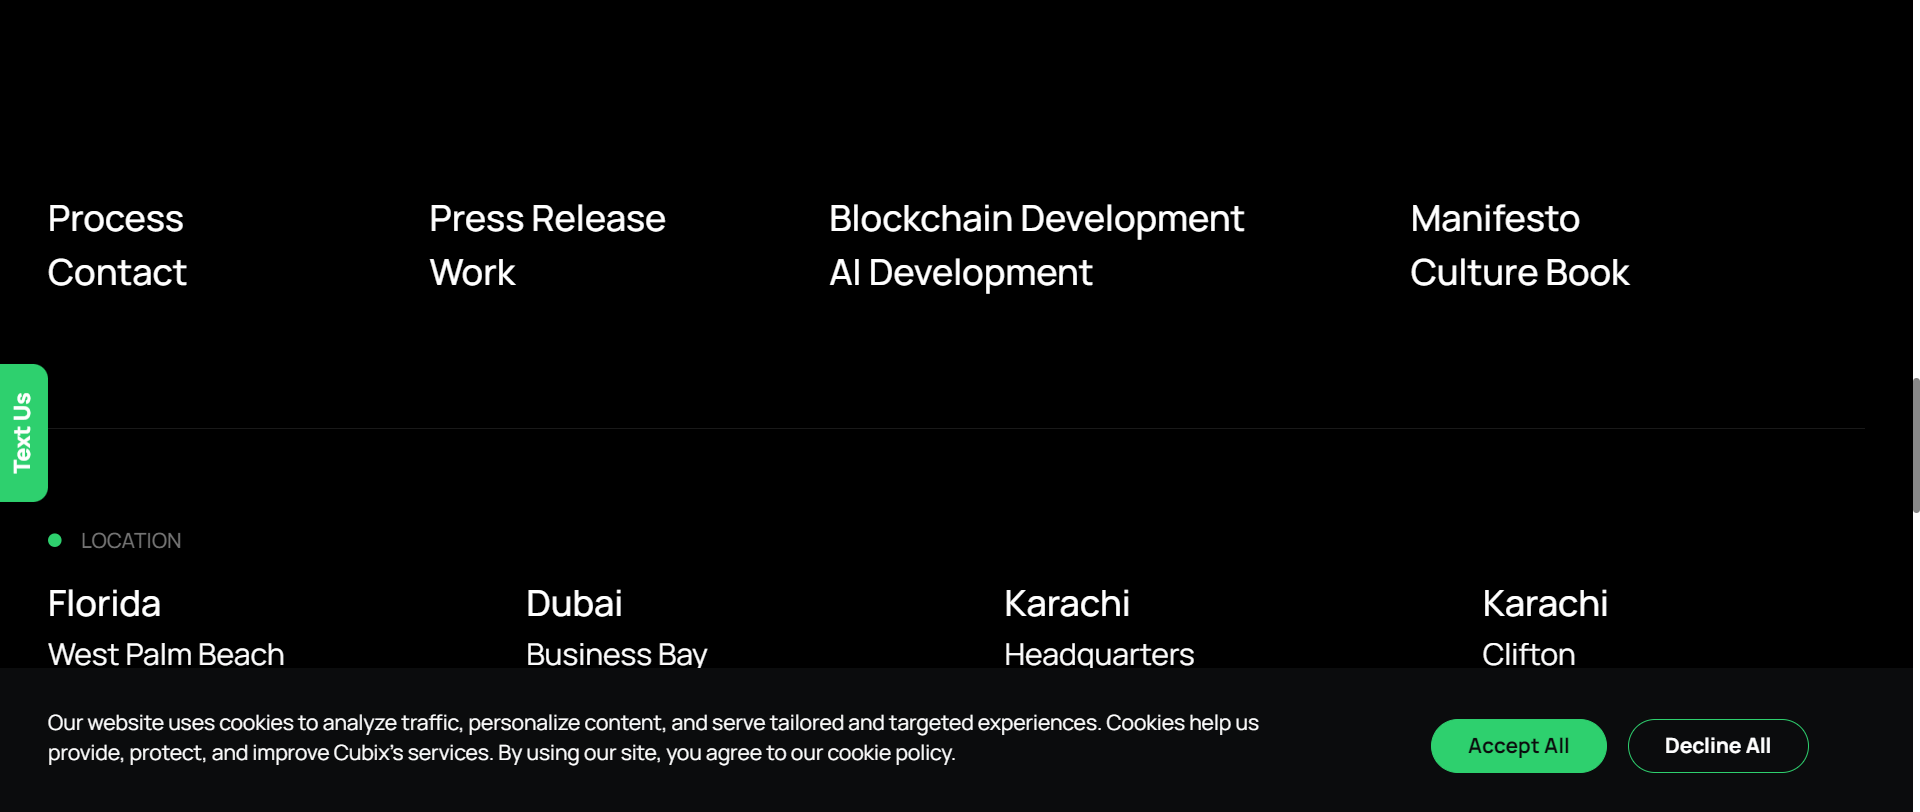 Process
Press Release
Blockchain Development
Manifesto
Contact
Work
AI Development
Culture Book
Text Us
LOCATION
Florida
Dubai
Karachi
Karachi
West Palm Beach
Business Bay
Headquarters
Clifton
Our website uses cookies to analyze traffic, personalize content, and serve tailored and targeted experiences. Cookies help us
provide, protect, and improve Cubix's services. By using our site, you agree to our cookie policy.
Accept All
Decline All